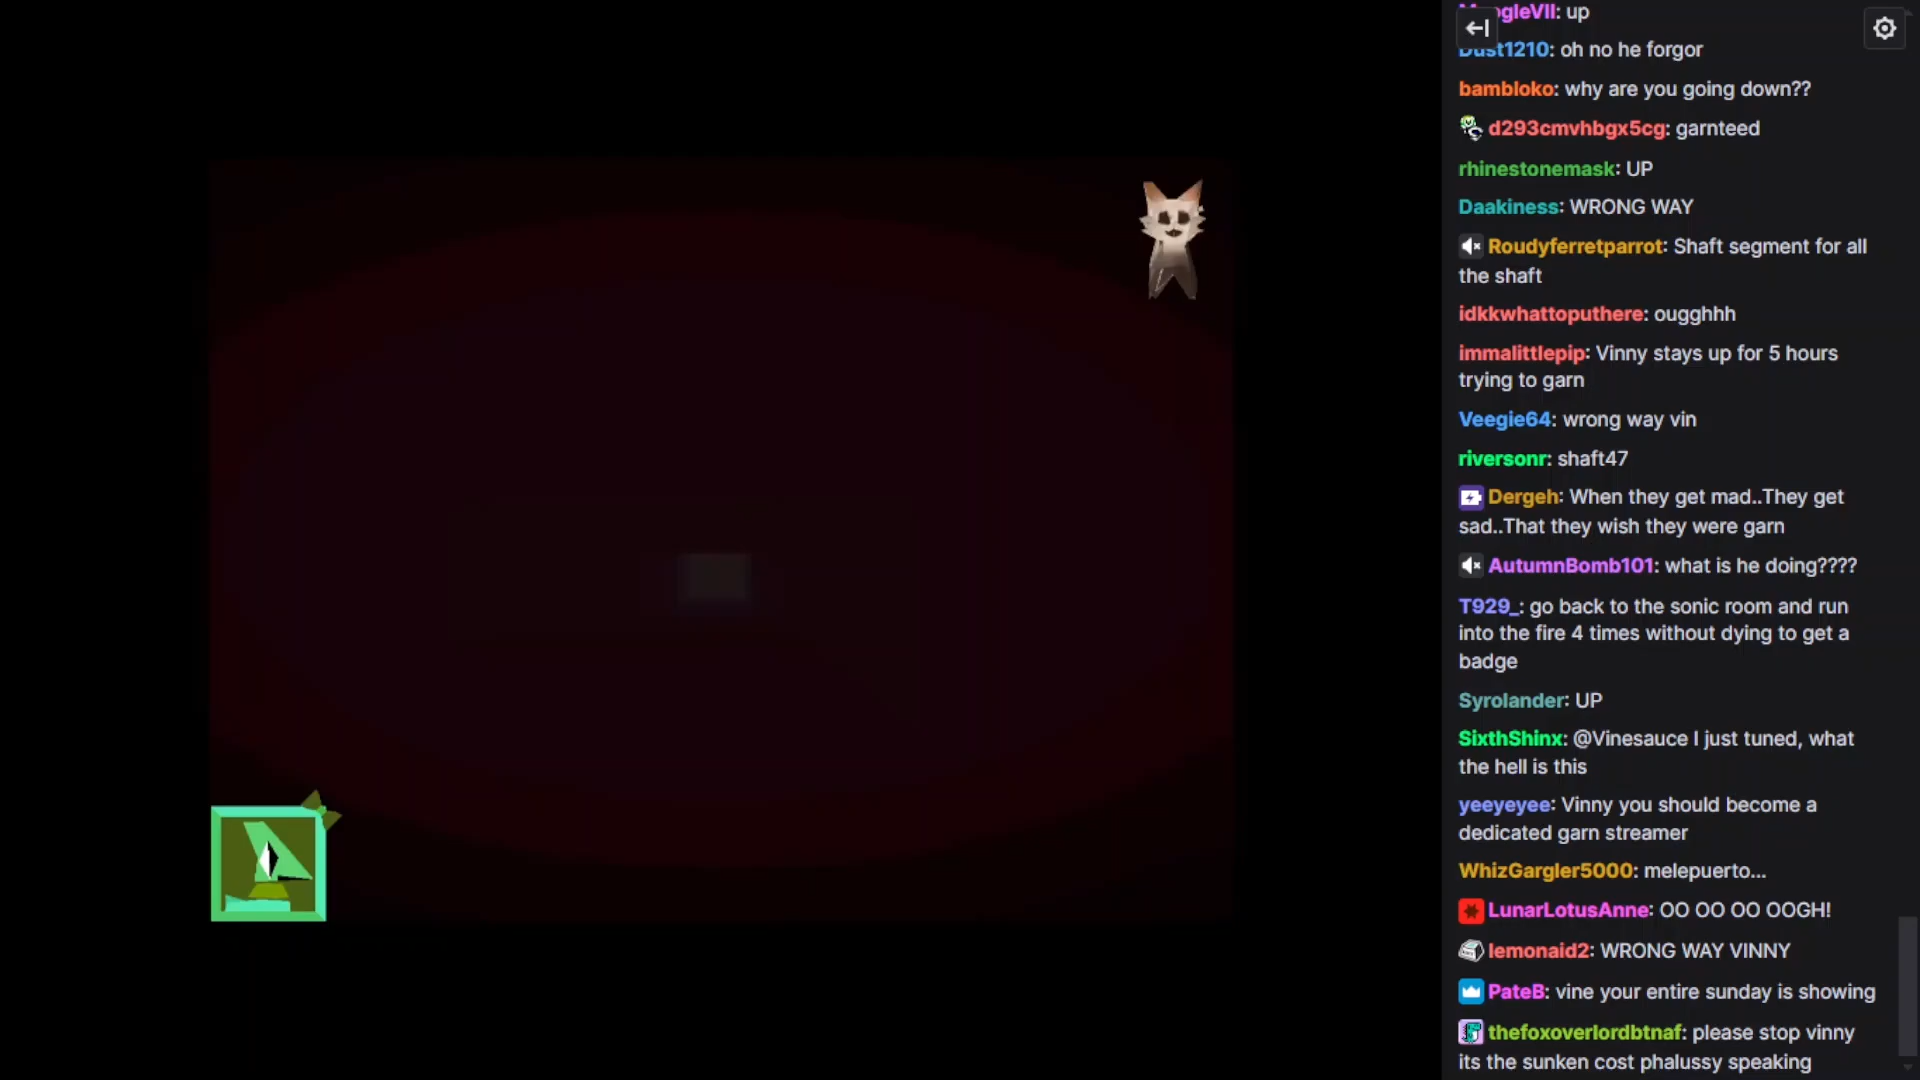 MoogleVII: up
Dust1210: oh no he forgor
bambloko: why are you going down??
d293cmvhbgx5cg: garnteed
rhinestonemask: UP
Daakiness: WRONG WAY
Roudyferretparrot: Shaft segment for all
the shaft
idkkwhattoputhere: ougghhh
immalittlepip: Vinny stays up for 5 hours
trying to garn
Veegie64: wrong way vin
riversonr: shaft47
Dergeh: When they get mad..They get
sad..That they wish they were garn
AutumnBomb101: what is he doing????
T929_: go back to the sonic room and run
into the fire 4 times without dying to get a
badge
Syrolander: UP
SixthShinx: @Vinesauce I just tuned, what
the hell is this
yeeyeyee: Vinny you should become a
dedicated garn streamer
WhizGargler5000: melepuerto...
LunarLotusAnne: OO OO OO OOGH!
lemonaid2: WRONG WAY VINNY
PateB: vine your entire sunday is showing
thefoxoverlordbtnaf: please stop vinny
its the sunken cost phalussy speaking